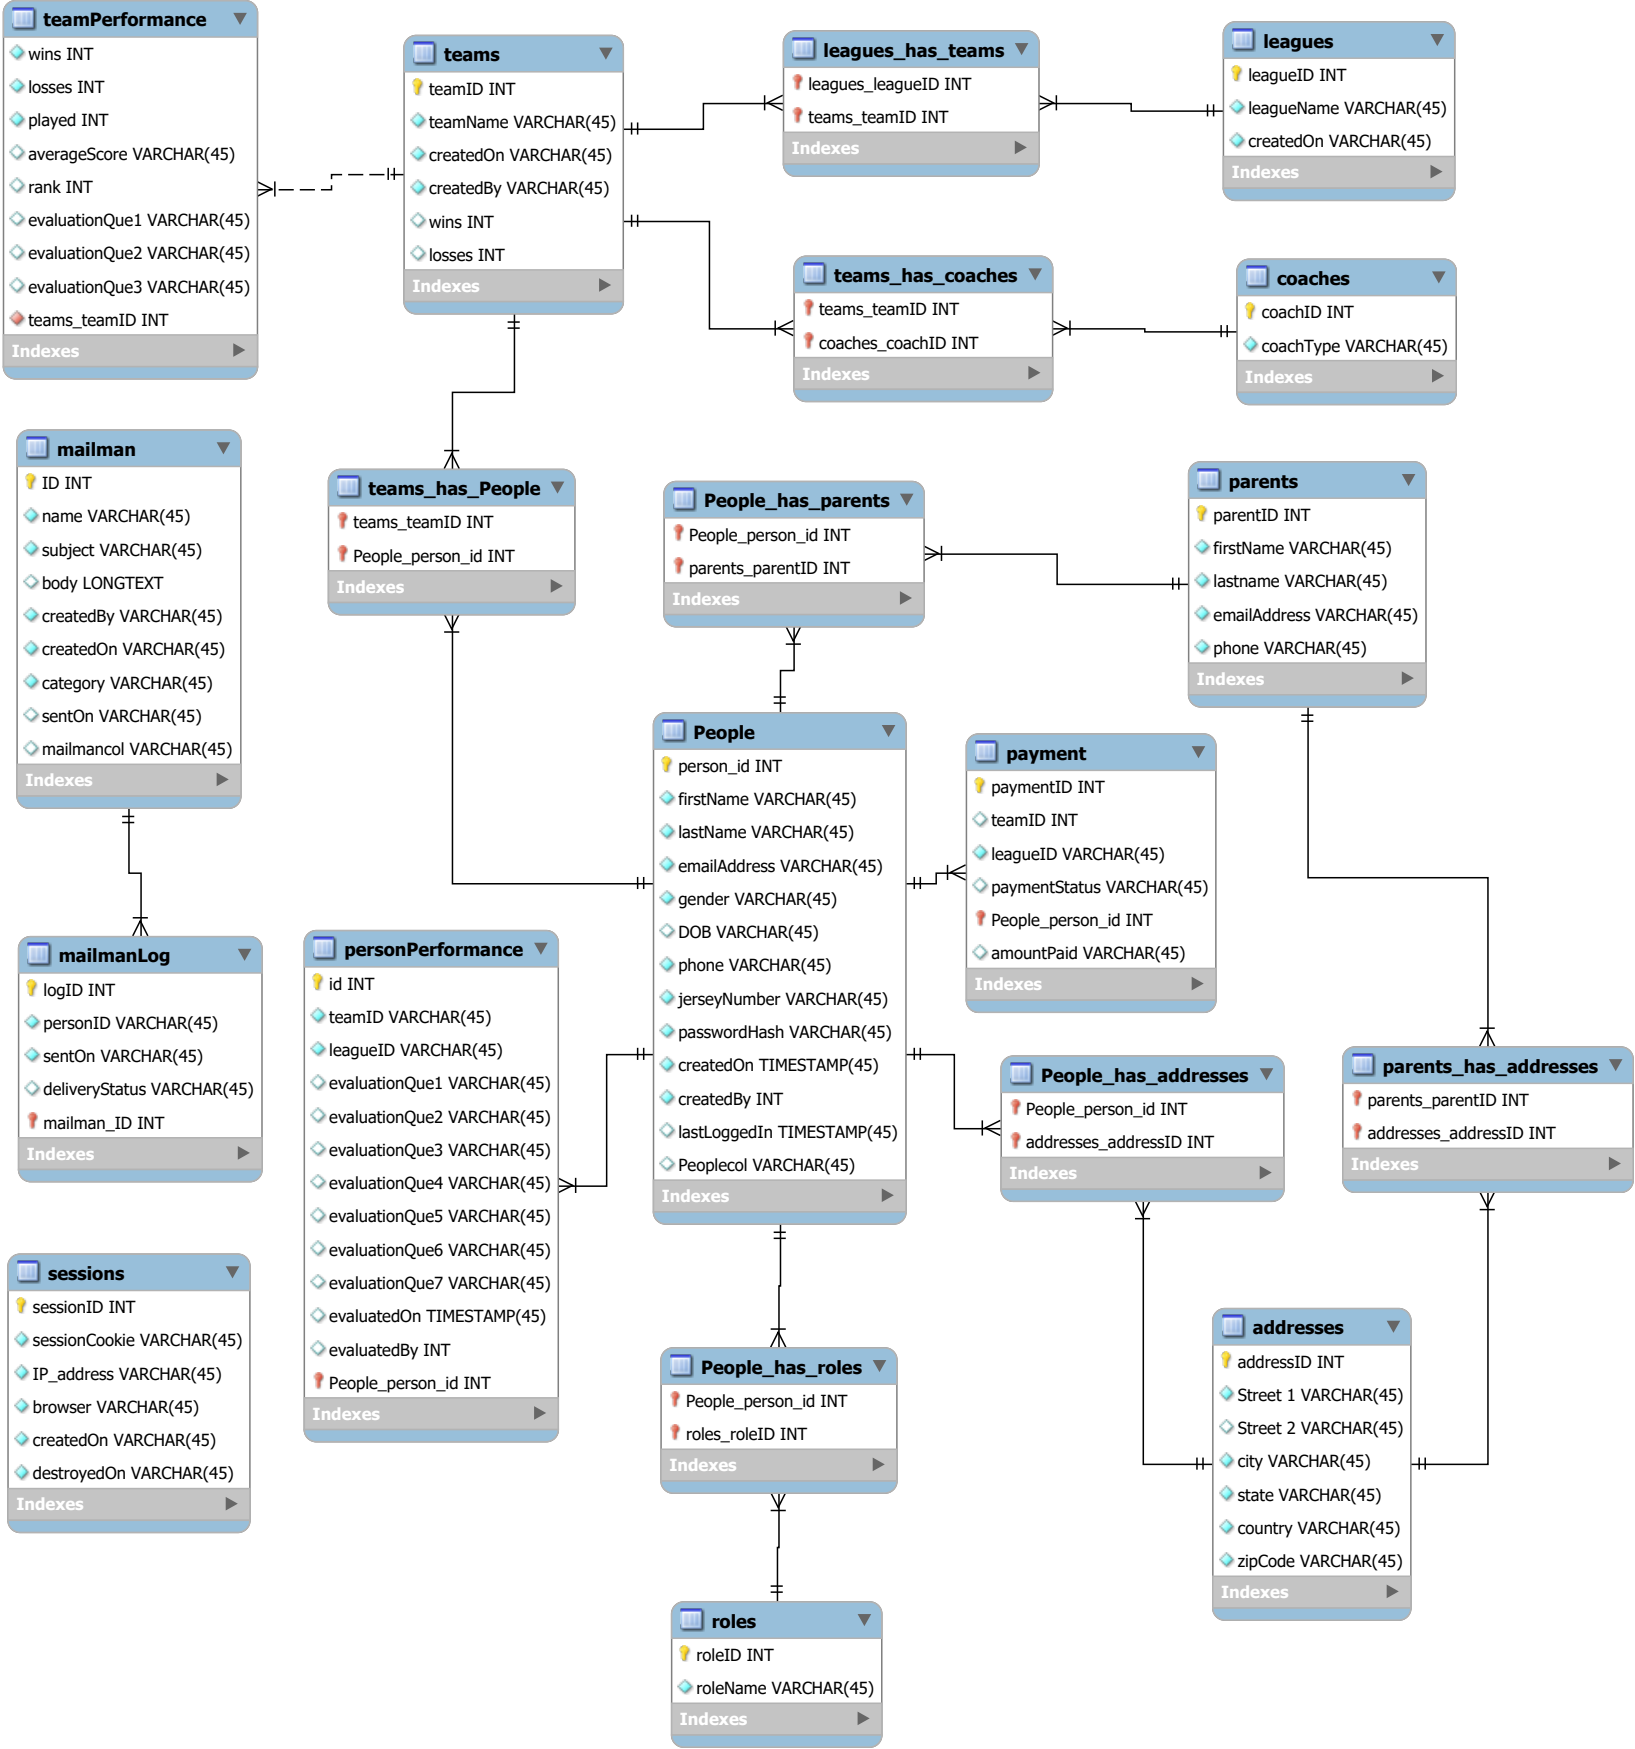 teamPerformance
wins INT
losses INT
played INT
averageScore VARCHAR(45)
rank INT
evaluationQue1 VARCHAR(45)
evaluationQue2 VARCHAR(45)
evaluationQue3 VARCHAR(45)
teams_teamID INT
Indexes
teams
teamID INT
teamName VARCHAR(45)
createdOn VARCHAR(45)
createdBy VARCHAR(45)
wins INT
losses INT
Indexes
leagues_has_teams
leagues_leagueID INT
teams_teamID INT
Indexes
leagues
leagueID INT
leagueName VARCHAR(45)
createdOn VARCHAR(45)
Indexes
teams_has_coaches
teams_teamID INT
coaches_coachID INT
Indexes
coaches
coachID INT
coachType VARCHAR(45)
Indexes
mailman
ID INT
name VARCHAR(45)
subject VARCHAR(45)
body LONGTEXT
createdBy VARCHAR(45)
createdOn VARCHAR(45)
category VARCHAR(45)
sentOn VARCHAR(45)
mailmancol VARCHAR(45)
Indexes
teams_has_People
teams_teamID INT
People_person_id INT
Indexes
People_has_parents
People_person_id INT
parents_parentID INT
Indexes
parents
parentID INT
firstName VARCHAR(45)
lastname VARCHAR(45)
emailAddress VARCHAR(45)
phone VARCHAR(45)
Indexes
People
person_id INT
firstName VARCHAR(45)
lastName VARCHAR(45)
emailAddress VARCHAR(45)
gender VARCHAR(45)
DOB VARCHAR(45)
phone VARCHAR(45)
jerseyNumber VARCHAR(45)
passwordHash VARCHAR(45)
createdOn TIMESTAMP(45)
createdBy INT
lastLoggedIn TIMESTAMP(45)
Peoplecol VARCHAR(45)
Indexes
payment
paymentID INT
teamID INT
leagueID VARCHAR(45)
paymentStatus VARCHAR(45)
People_person_id INT
amountPaid VARCHAR(45)
Indexes
mailmanLog
logID INT
personID VARCHAR(45)
sentOn VARCHAR(45)
deliveryStatus VARCHAR(45)
mailman_ID INT
Indexes
personPerformance
id INT
teamID VARCHAR(45)
leagueID VARCHAR(45)
evaluationQue1 VARCHAR(45)
evaluationQue2 VARCHAR(45)
evaluationQue3 VARCHAR(45)
evaluationQue4 VARCHAR(45)
evaluationQue5 VARCHAR(45)
evaluationQue6 VARCHAR(45)
evaluationQue7 VARCHAR(45)
evaluatedOn TIMESTAMP(45)
evaluatedBy INT
People_person_id INT
Indexes
People_has_addresses
People_person_id INT
addresses_addressID INT
Indexes
parents_has_addresses
parents_parentID INT
addresses_addressID INT
Indexes
sessions
sessionID INT
sessionCookie VARCHAR(45)
IP_address VARCHAR(45)
browser VARCHAR(45)
createdOn VARCHAR(45)
destroyedOn VARCHAR(45)
Indexes
People_has_roles
People_person_id INT
roles_roleID INT
Indexes
addresses
addressID INT
Street 1 VARCHAR(45)
Street 2 VARCHAR(45)
city VARCHAR(45)
state VARCHAR(45)
country VARCHAR(45)
zipCode VARCHAR(45)
Indexes
roles
roleID INT
roleName VARCHAR(45)
Indexes